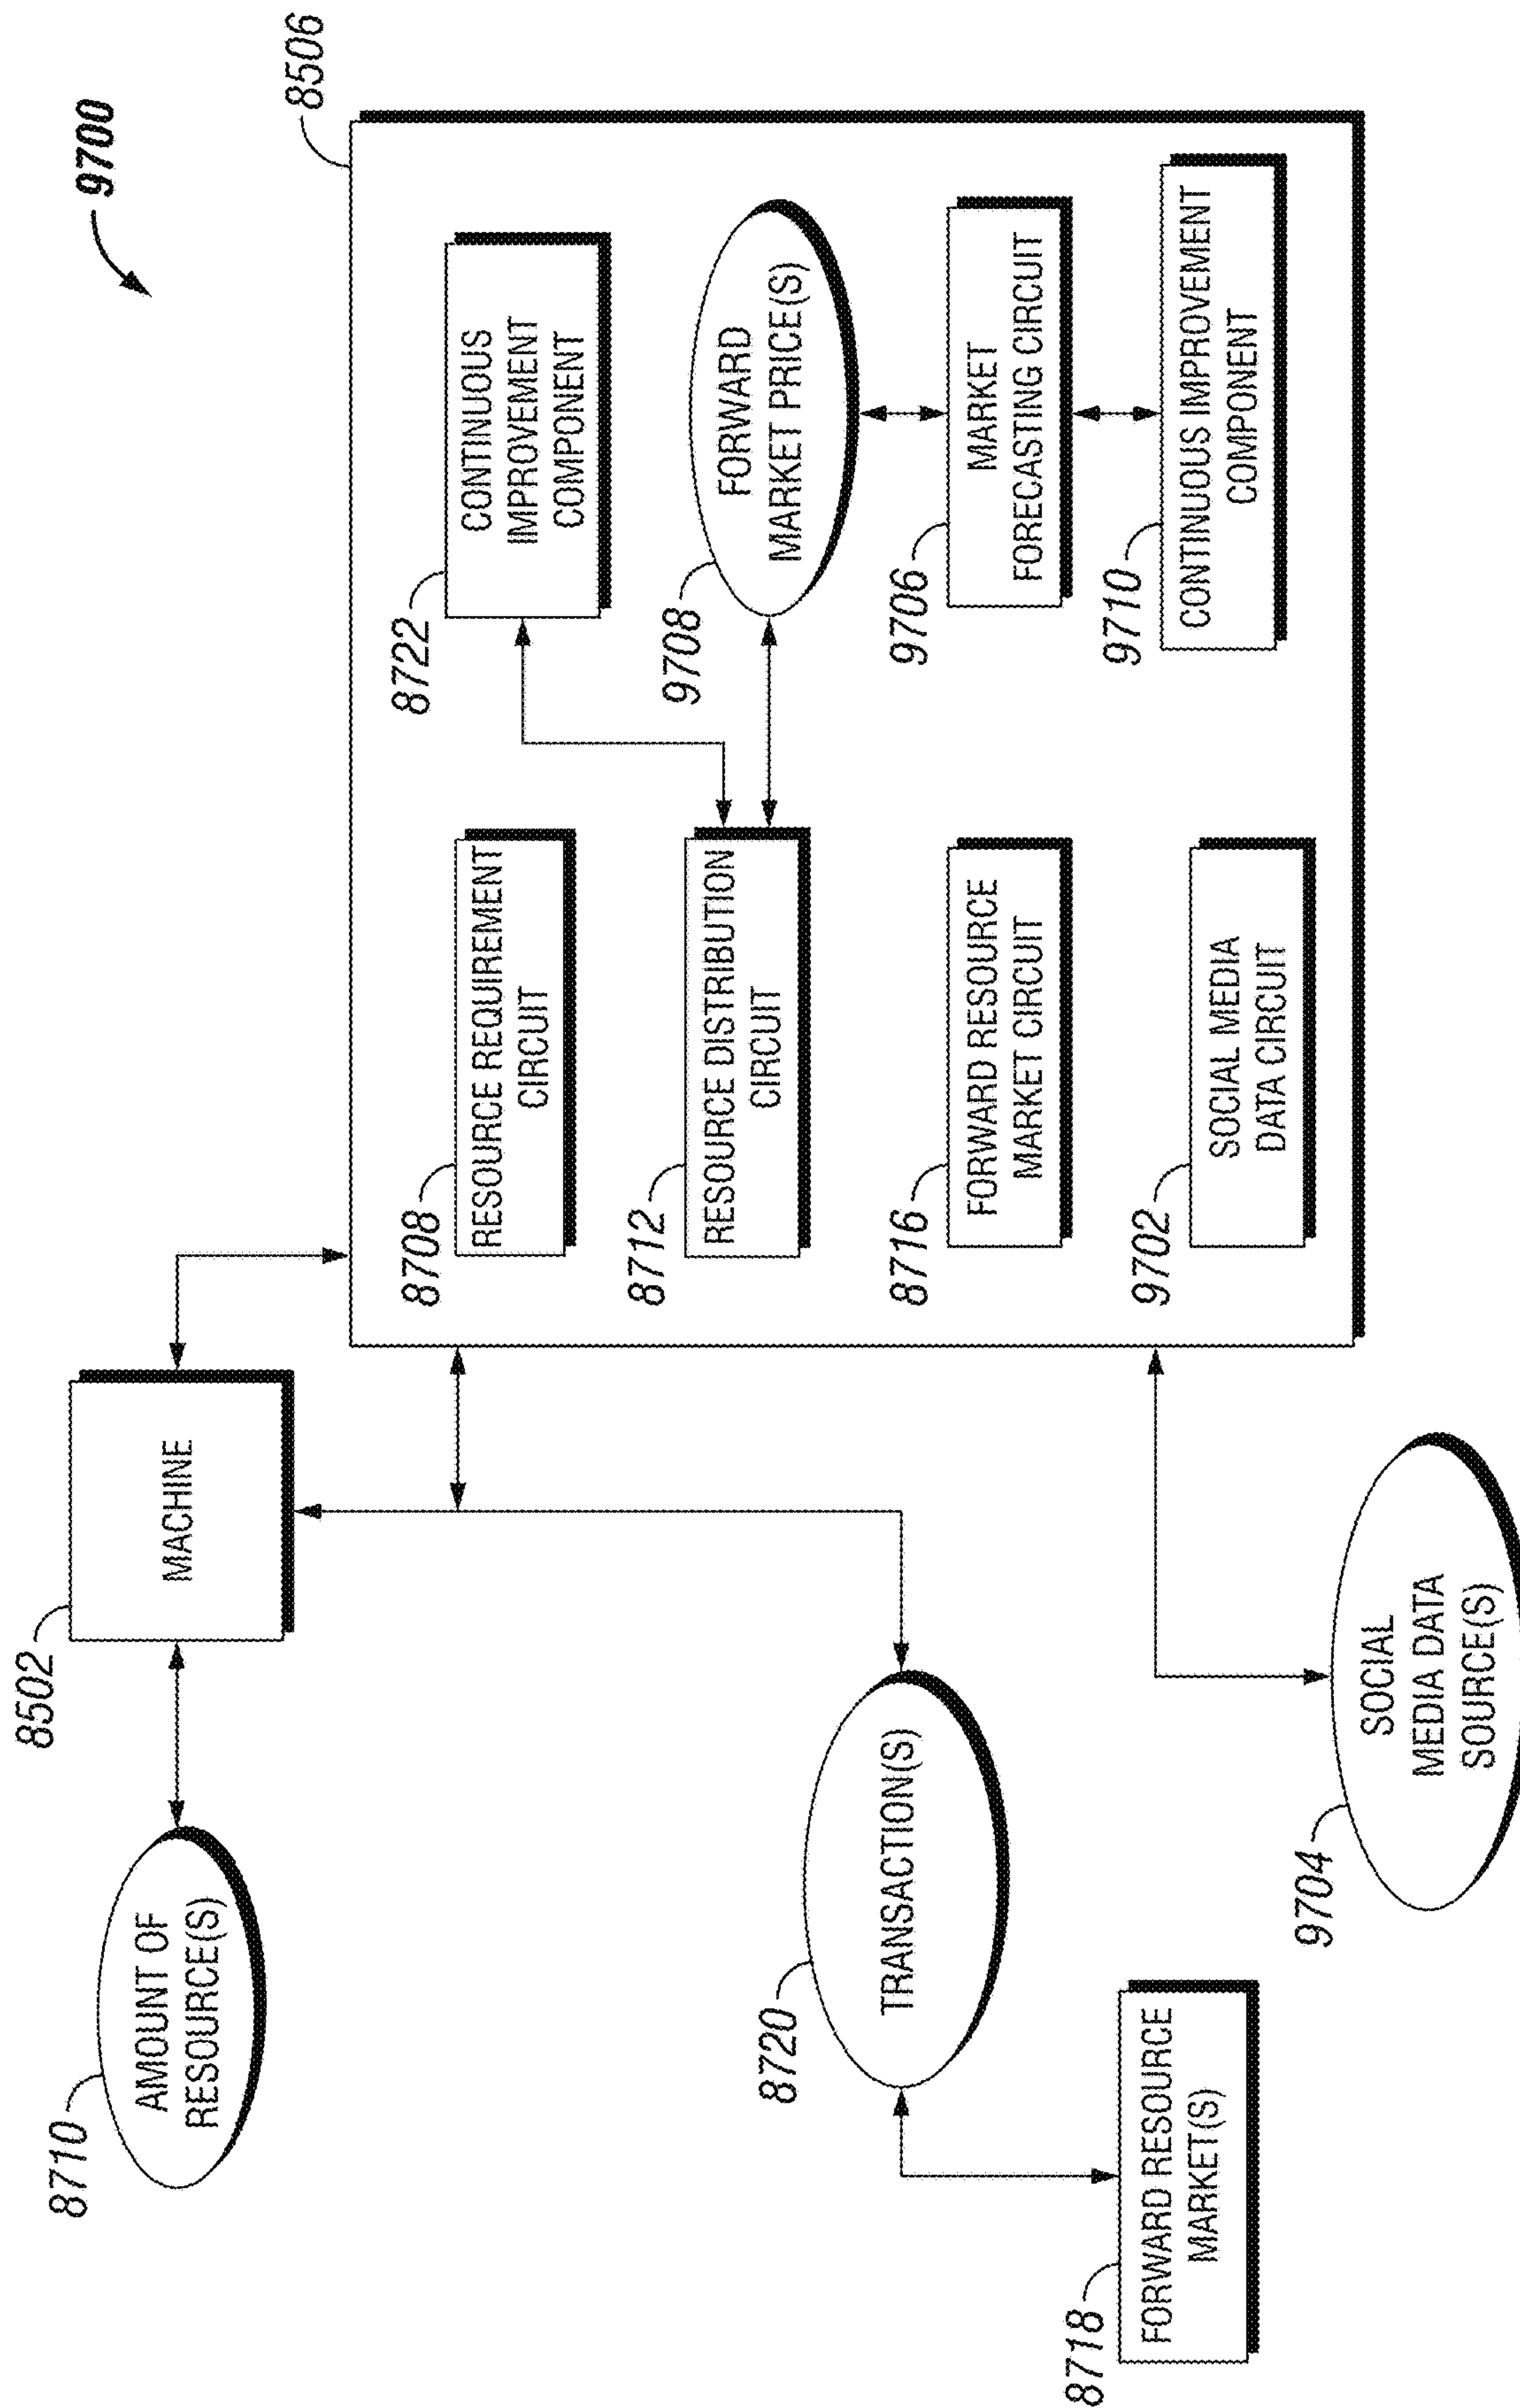 9700
8710
AMOUNT OF
RESOURCE(S)
8502
MACHINE
8506
8708
RESOURCE REQUIREMENT
CIRCUIT
8722
CONTINUOUS
IMPROVEMENT
COMPONENT
8712
RESOURCE DISTRIBUTION
CIRCUIT
9708
FORWARD
MARKET PRICE(S)
8720
TRANSACTION(S)
8716
FORWARD RESOURCE
MARKET CIRCUIT
9706
MARKET
FORECASTING CIRCUIT
8718
FORWARD RESOURCE
MARKET(S)
9702
SOCIAL MEDIA
DATA CIRCUIT
9710
CONTINUOUS IMPROVEMENT
COMPONENT
9704
SOCIAL
MEDIA DATA
SOURCE(S)